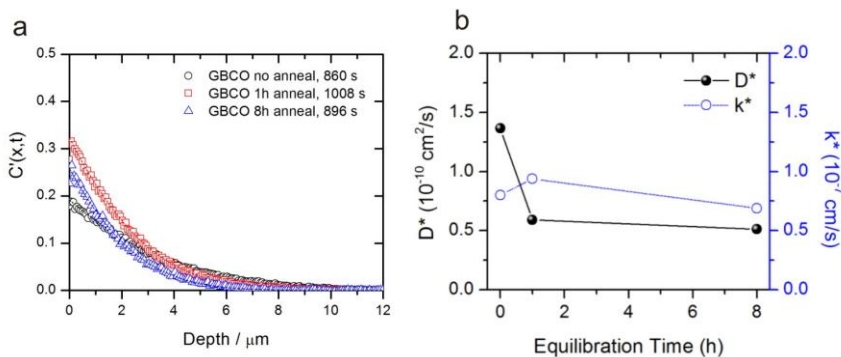 a
0.5
0.4
0.3
0.2
0.1
0.0
C'(x,t)
GBCO no anneal, 860 s
GBCO 1h anneal, 1008 s
GBCO 8h anneal, 896 s
0 2 4 6 8 10 12
Depth / μm
b
2.0
1.5
1.0
0.5
0.0
D* (10⁻¹⁰ cm²/s)
D*
k*
2.0
1.5
1.0
0.5
0.0
k* (10⁻⁷ cm/s)
0 2 4 6 8
Equilibration Time (h)